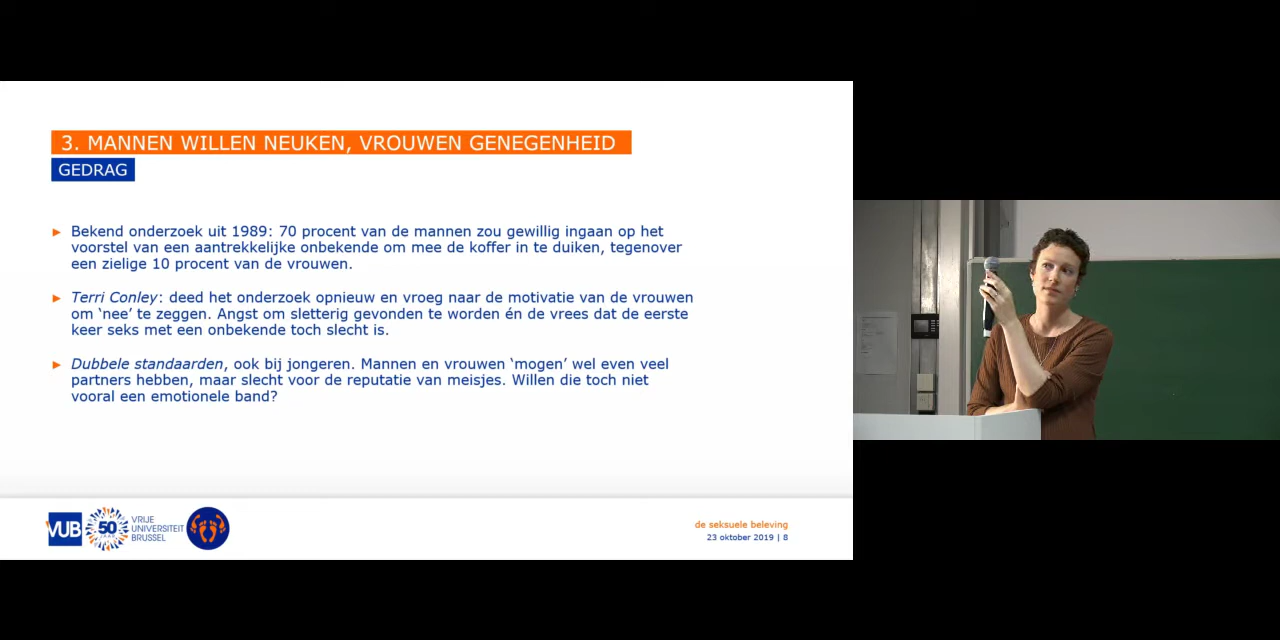 3. MANNEN WILLEN NEUKEN, VROUWEN GENEGENHEID
GEDRAG
► Bekend onderzoek uit 1989: 70 procent van de mannen zou gewillig ingaan op het
voorstel van een aantrekkelijke onbekende om mee de koffer in te duiken, tegenover
een zielige 10 procent van de vrouwen.
► Terri Conley: deed het onderzoek opnieuw en vroeg naar de motivatie van de vrouwen
om ‘nee’ te zeggen. Angst om sletterig gevonden te worden én de vrees dat de eerste
keer seks met een onbekende toch slecht is.
► Dubbele standaarden, ook bij jongeren. Mannen en vrouwen ‘mogen’ wel even veel
partners hebben, maar slecht voor de reputatie van meisjes. Willen die toch niet
vooral een emotionele band?
VUB
50
JAAR
VRIJE
UNIVERSITEIT
BRUSSEL
de seksuele beleving
23 oktober 2019 | 8